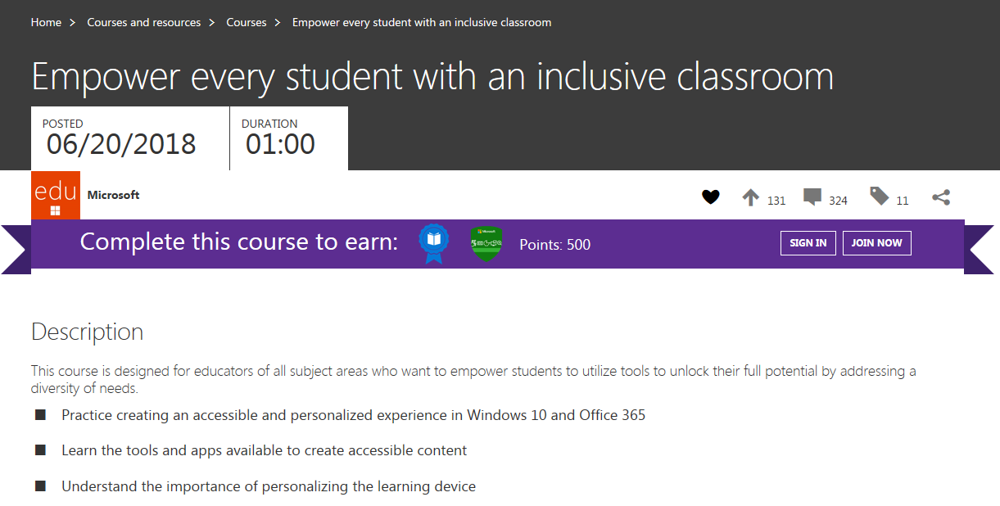 Home > Courses and resources > Courses > Empower every student with an inclusive classroom
Empower every student with an inclusive classroom
POSTED
06/20/2018
DURATION
01:00
edu
Microsoft
131
324
11
Complete this course to earn:
Microsoft
Points: 500
SIGN IN
JOIN NOW
Description
This course is designed for educators of all subject areas who want to empower students to utilize tools to unlock their full potential by addressing a
diversity of needs.
Practice creating an accessible and personalized experience in Windows 10 and Office 365
Learn the tools and apps available to create accessible content
Understand the importance of personalizing the learning device